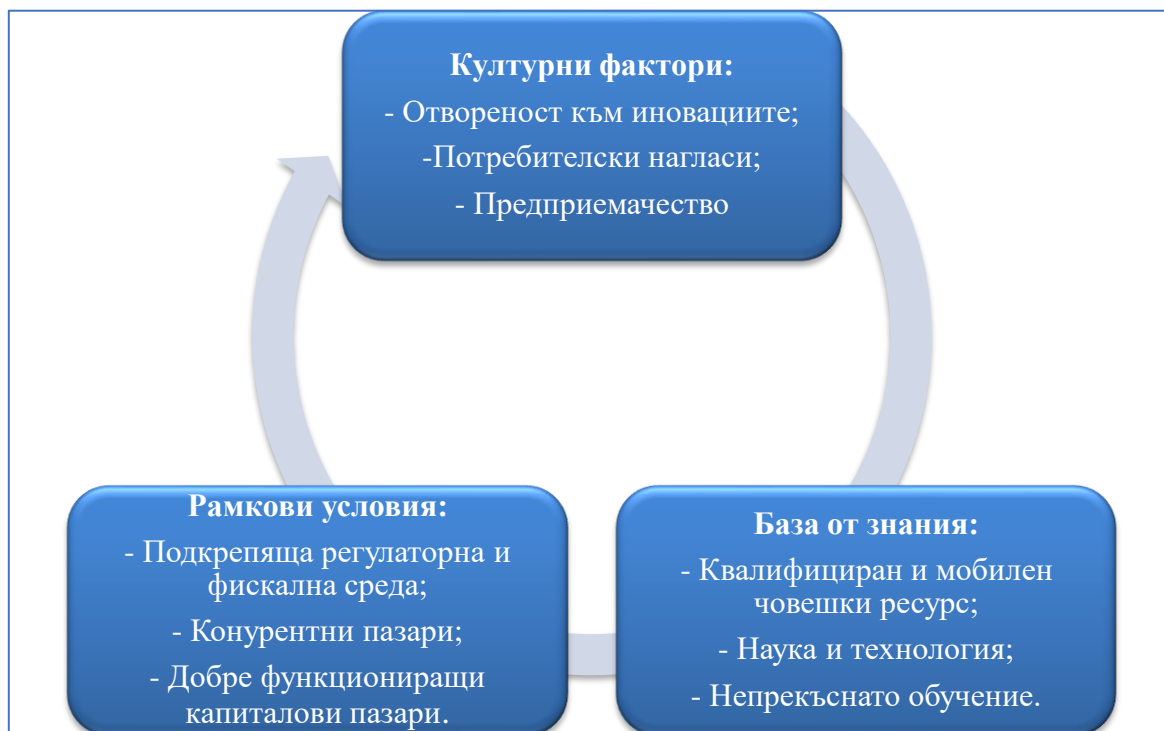 Културни фактори:
- Отвореност към иновациите;
-Потребителски нагласи;
- Предприемачество
Рамкови условия:
- Подкрепяща регулаторна и
фискална среда;
- Конурентни пазари;
- Добре функциониращи
капиталови пазари.
База от знания:
- Квалифициран и мобилен
човешки ресурс;
- Наука и технология;
- Непрекъснато обучение.